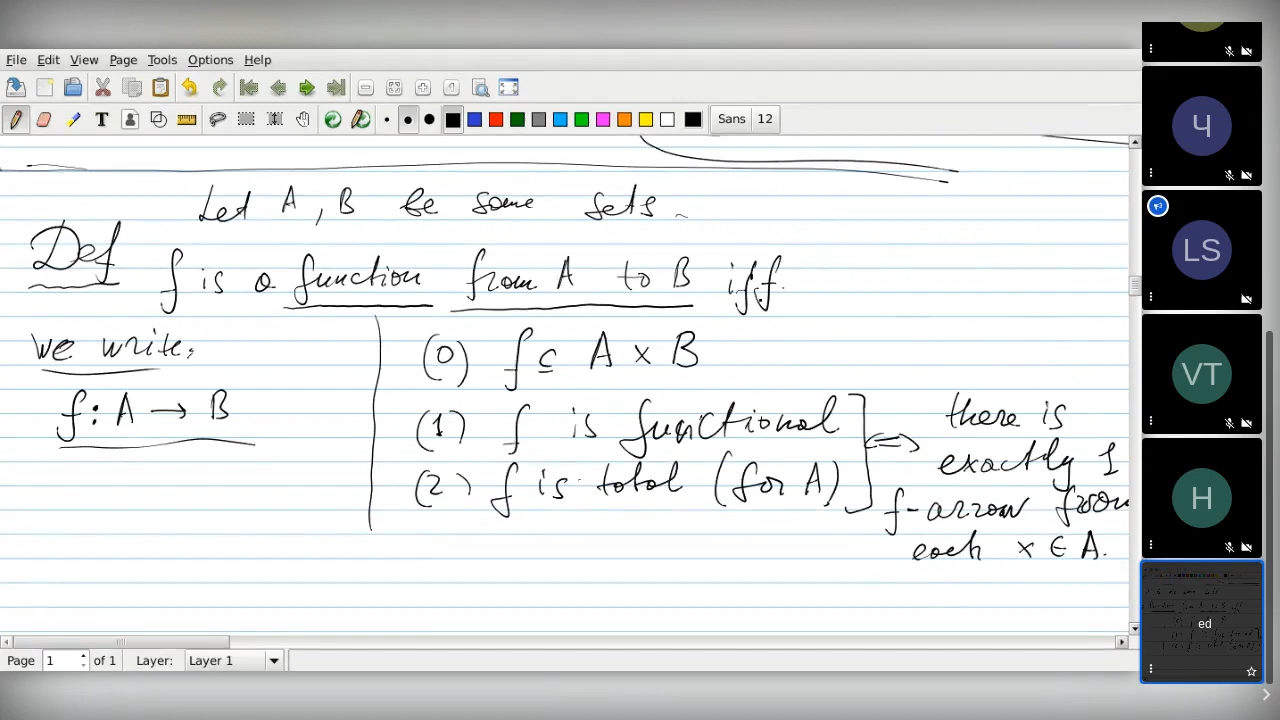 File Edit View Page Tools Options Help
Sans 12
Let A, B be some sets.
Def f is a function from A to B iff.
we write:
f: A → B
(0) f ⊆ A × B
(1) f is functional
(2) f is total (for A)
⟺ there is
exactly 1
f-arrow from
each x ∈ A.
Page 1 of 1 Layer: Layer 1
Ч
LS
VT
H
ed